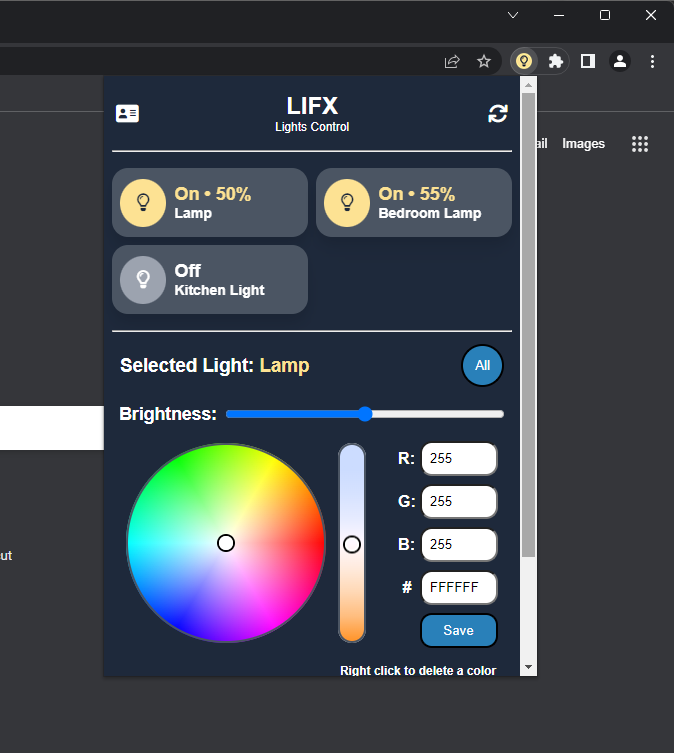 LIFX
Lights Control
ail Images
On • 50%
Lamp
On • 55%
Bedroom Lamp
Off
Kitchen Light
Selected Light: Lamp
All
Brightness:
R: 255
G: 255
B: 255
# FFFFFF
Save
ut
Right click to delete a color